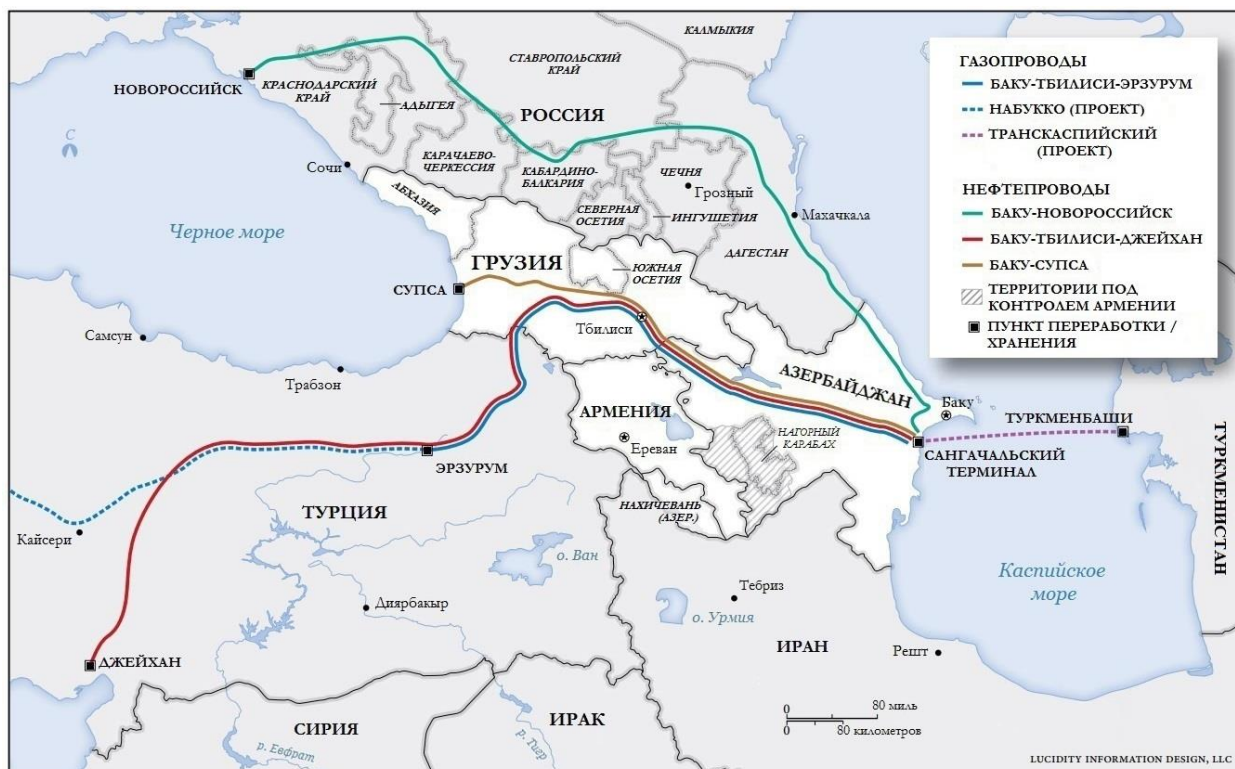 КАЛМЫКИЯ
СТАВРОПОЛЬСКИЙ
КРАЙ
НОВОРОССИЙСК
КРАСНОДАРСКИЙ
КРАЙ
АДЫГЕЯ
РОССИЯ
С
КАРАЧАЕВО-
ЧЕРКЕССИЯ
КАБАРДИНО-
БАЛКАРИЯ
ЧЕЧНЯ
Грозный
Сочи
АБХАЗИЯ
СЕВЕРНАЯ
ОСЕТИЯ
ИНГУШЕТИЯ
Махачкала
ДАГЕСТАН
Черное море
ГРУЗИЯ
ЮЖНАЯ
ОСЕТИЯ
СУПСА
Тбилиси
Самсун
Трабзон
АЗЕРБАЙДЖАН
Баку
АРМЕНИЯ
Ереван
НАГОРНЫЙ
КАРАБАХ
ТУРКМЕНБАШИ
САНГАЧАЛЬСКИЙ
ТЕРМИНАЛ
ТУРКМЕНИСТАН
ЭРЗУРУМ
НАХИЧЕВАНЬ
(АЗЕР.)
ТУРЦИЯ
Кайсери
о. Ван
Диярбакыр
Тебриз
о. Урмия
Каспийское
море
ИРАН
Решт
ДЖЕЙХАН
СИРИЯ
ИРАК
р. Евфрат
р. Тигр
0 80 миль
0 80 километров
ГАЗОПРОВОДЫ
БАКУ-ТБИЛИСИ-ЭРЗУРУМ
НАБУККО (ПРОЕКТ)
ТРАНСКАСПИЙСКИЙ
(ПРОЕКТ)
НЕФТЕПРОВОДЫ
БАКУ-НОВОРОССИЙСК
БАКУ-ТБИЛИСИ-ДЖЕЙХАН
БАКУ-СУПСА
ТЕРРИТОРИИ ПОД
КОНТРОЛЕМ АРМЕНИИ
ПУНКТ ПЕРЕРАБОТКИ /
ХРАНЕНИЯ
LUCIDITY INFORMATION DESIGN, LLC